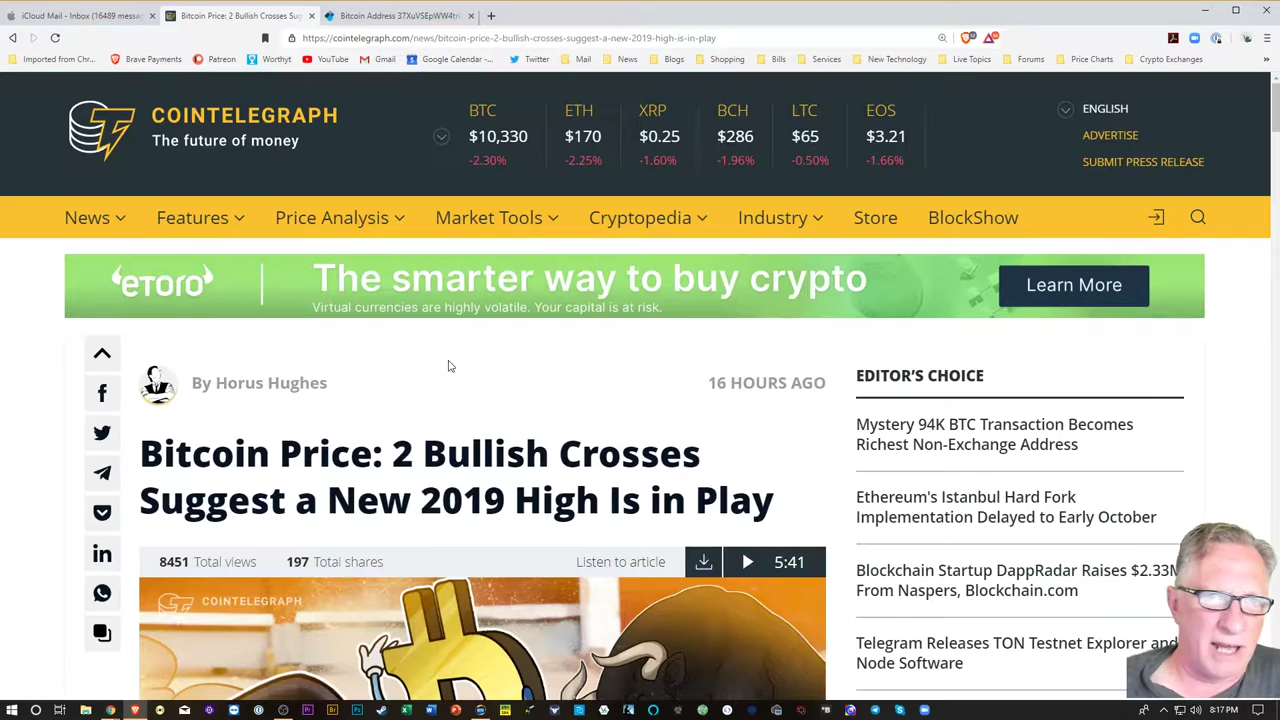 iCloud Mail - Inbox (16489 messa
Bitcoin Price: 2 Bullish Crosses Sug
Bitcoin Address 37XuVSEpWW4tr
https://cointelegraph.com/news/bitcoin-price-2-bullish-crosses-suggest-a-new-2019-high-is-in-play
Imported from Chr...
Brave Payments
Patreon
Worthyt
YouTube
Gmail
Google Calendar -...
Twitter
Mail
News
Blogs
Shopping
Bills
Services
New Technology
Live Topics
Forums
Price Charts
Crypto Exchanges
COINTELEGRAPH
The future of money
BTC
$10,330
-2.30%
ETH
$170
-2.25%
XRP
$0.25
-1.60%
BCH
$286
-1.96%
LTC
$65
-0.50%
EOS
$3.21
-1.66%
ENGLISH
ADVERTISE
SUBMIT PRESS RELEASE
News
Features
Price Analysis
Market Tools
Cryptopedia
Industry
Store
BlockShow
eTORO
The smarter way to buy crypto
Virtual currencies are highly volatile. Your capital is at risk.
Learn More
By Horus Hughes
16 HOURS AGO
Bitcoin Price: 2 Bullish Crosses
Suggest a New 2019 High Is in Play
8451 Total views
197 Total shares
Listen to article
5:41
COINTELEGRAPH
EDITOR'S CHOICE
Mystery 94K BTC Transaction Becomes
Richest Non-Exchange Address
Ethereum's Istanbul Hard Fork
Implementation Delayed to Early October
Blockchain Startup DappRadar Raises $2.33M
From Naspers, Blockchain.com
Telegram Releases TON Testnet Explorer and
Node Software
8:17 PM